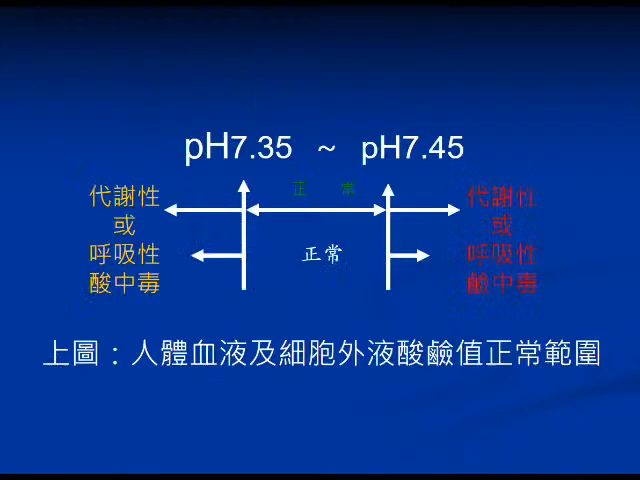 pH7.35 ~ pH7.45
正 常
代謝性
或
呼吸性
酸中毒
正常
代謝性
或
呼吸性
鹼中毒
上圖：人體血液及細胞外液酸鹼值正常範圍